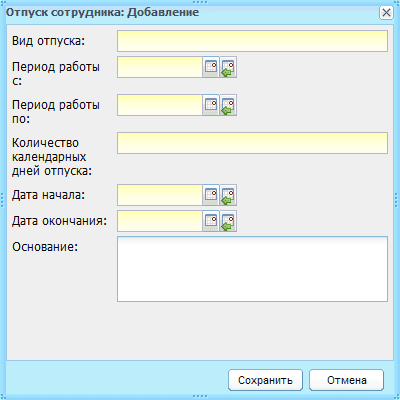 Отпуск сотрудника: Добавление
Вид отпуска:
Период работы
с:
Период работы
по:
Количество
календарных
дней отпуска:
Дата начала:
Дата окончания:
Основание:
Сохранить
Отмена